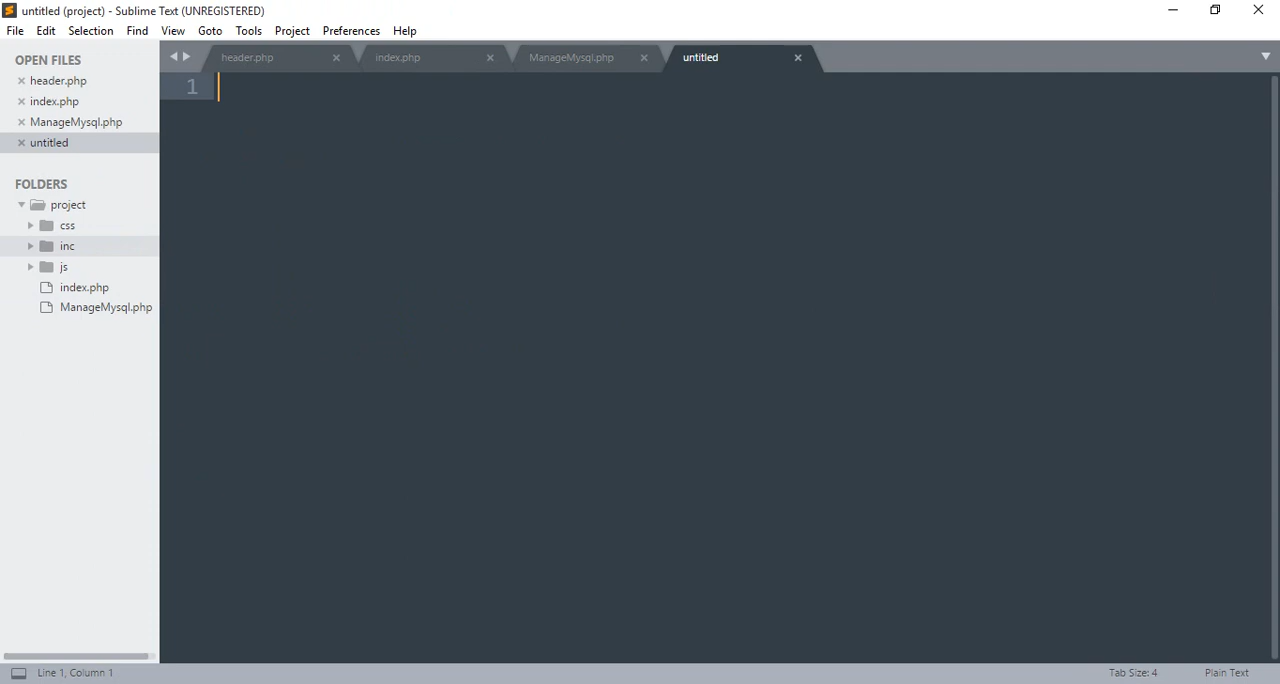 untitled (project) - Sublime Text (UNREGISTERED)
File Edit Selection Find View Goto Tools Project Preferences Help
OPEN FILES
header.php
index.php
ManageMysql.php
untitled
FOLDERS
project
css
inc
js
index.php
ManageMysql.php
header.php index.php ManageMysql.php untitled
1
Line 1, Column 1 Tab Size: 4 Plain Text